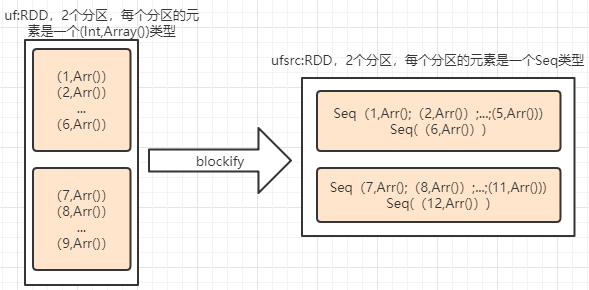 uf:RDD，2个分区，每个分区的元
素是一个(Int,Array())类型
(1,Arr())
(2,Arr())
...
(6,Arr())
(7,Arr())
(8,Arr())
...
(9,Arr())
blockify
ufsrc:RDD，2个分区，每个分区的元素是一个Seq类型
Seq（1,Arr();（2,Arr()）;...;(5,Arr()))
Seq(（6,Arr()）)
Seq（7,Arr();（8,Arr()）;...;(11,Arr()))
Seq(（12,Arr()）)